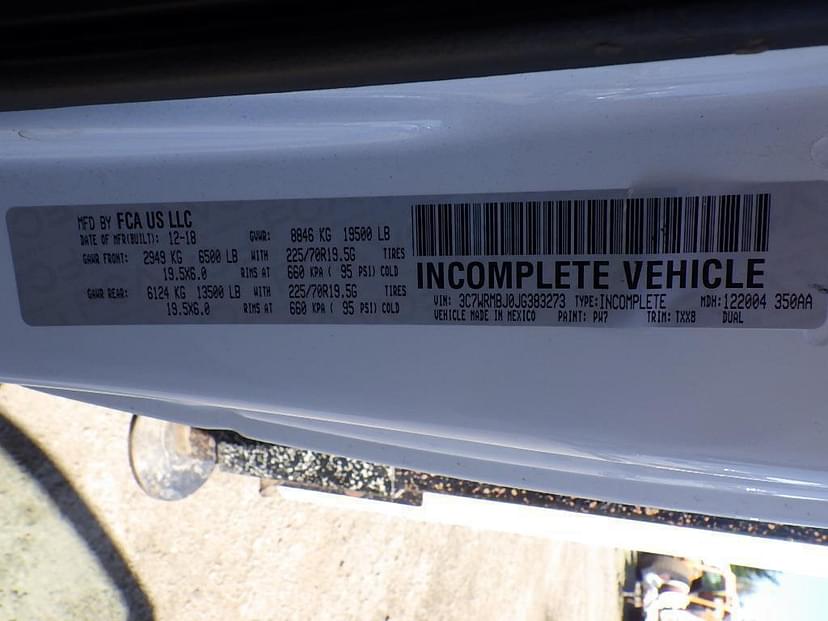 MFD BY FCA US LLC
DATE OF MFR(BUILT): 12-18 GVWR: 8846 KG 19500 LB
GAWR FRONT: 2949 KG 6500 LB WITH 225/70R19.5G TIRES
19.5X6.0 RIMS AT 660 KPA ( 95 PSI) COLD
GAWR REAR: 6124 KG 13500 LB WITH 225/70R19.5G TIRES
19.5X6.0 RIMS AT 660 KPA ( 95 PSI) COLD
INCOMPLETE VEHICLE
VIN: 3C7WRMBJ0JG383273 TYPE: INCOMPLETE MDH: 122004 350AA
VEHICLE MADE IN MEXICO PAINT: PW7 TRIM: TXX8 DUAL